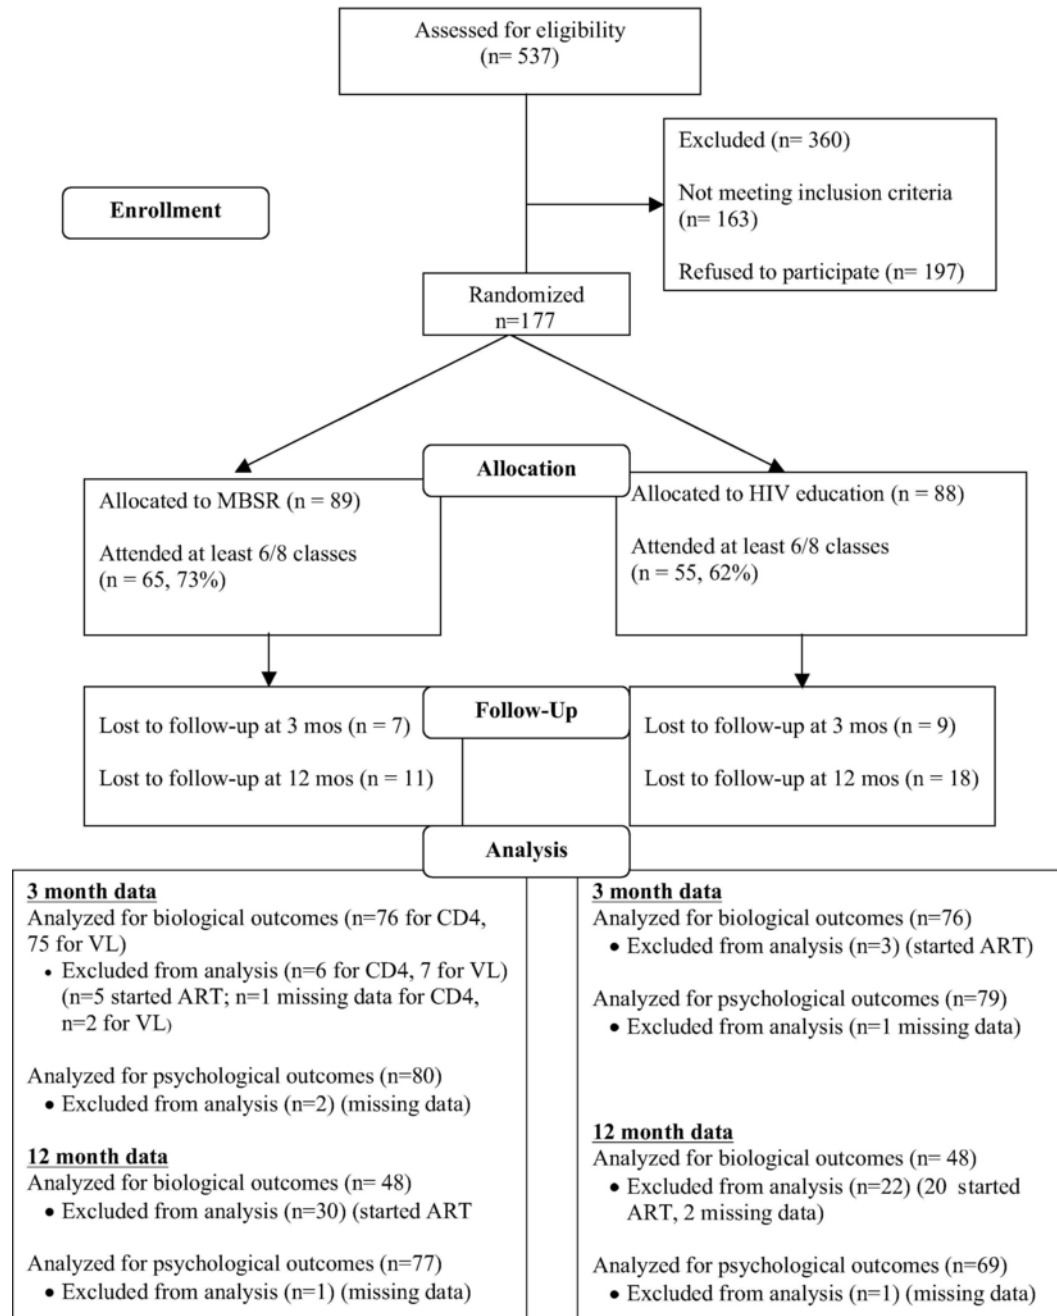 Assessed for eligibility
(n= 537)
Excluded (n= 360)
Not meeting inclusion criteria
(n= 163)
Refused to participate (n= 197)
Enrollment
Randomized
n=177
Allocation
Allocated to MBSR (n = 89)
Attended at least 6/8 classes
(n = 65, 73%)
Allocated to HIV education (n = 88)
Attended at least 6/8 classes
(n = 55, 62%)
Follow-Up
Lost to follow-up at 3 mos (n = 7)
Lost to follow-up at 12 mos (n = 11)
Lost to follow-up at 3 mos (n = 9)
Lost to follow-up at 12 mos (n = 18)
Analysis
3 month data
Analyzed for biological outcomes (n=76 for CD4,
75 for VL)
• Excluded from analysis (n=6 for CD4, 7 for VL)
(n=5 started ART; n=1 missing data for CD4,
n=2 for VL)
Analyzed for psychological outcomes (n=80)
• Excluded from analysis (n=2) (missing data)
12 month data
Analyzed for biological outcomes (n= 48)
• Excluded from analysis (n=30) (started ART
Analyzed for psychological outcomes (n=77)
• Excluded from analysis (n=1) (missing data)
3 month data
Analyzed for biological outcomes (n=76)
• Excluded from analysis (n=3) (started ART)
Analyzed for psychological outcomes (n=79)
• Excluded from analysis (n=1 missing data)
12 month data
Analyzed for biological outcomes (n= 48)
• Excluded from analysis (n=22) (20 started
ART, 2 missing data)
Analyzed for psychological outcomes (n=69)
• Excluded from analysis (n=1) (missing data)